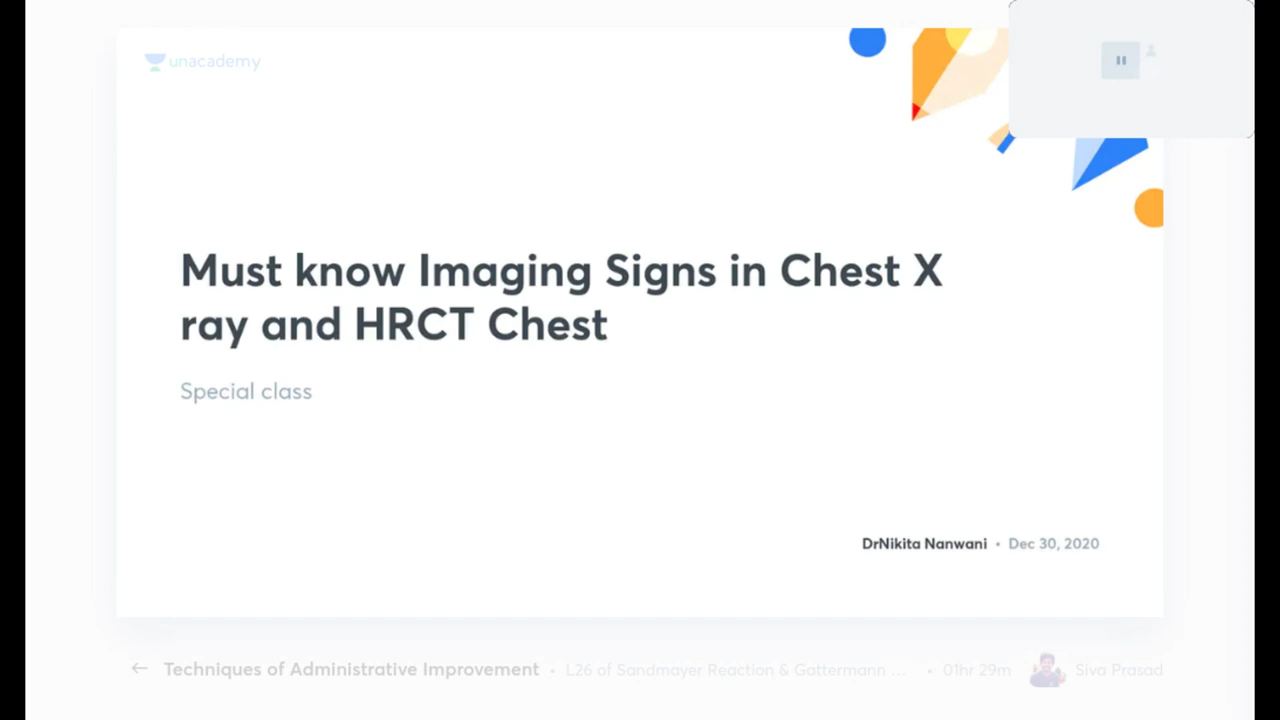 unacademy
Must know Imaging Signs in Chest X
ray and HRCT Chest
Special class
DrNikita Nanwani • Dec 30, 2020
← Techniques of Administrative Improvement • L26 of Sandmayer Reaction & Gattermann ... • 01hr 29m Siva Prasad